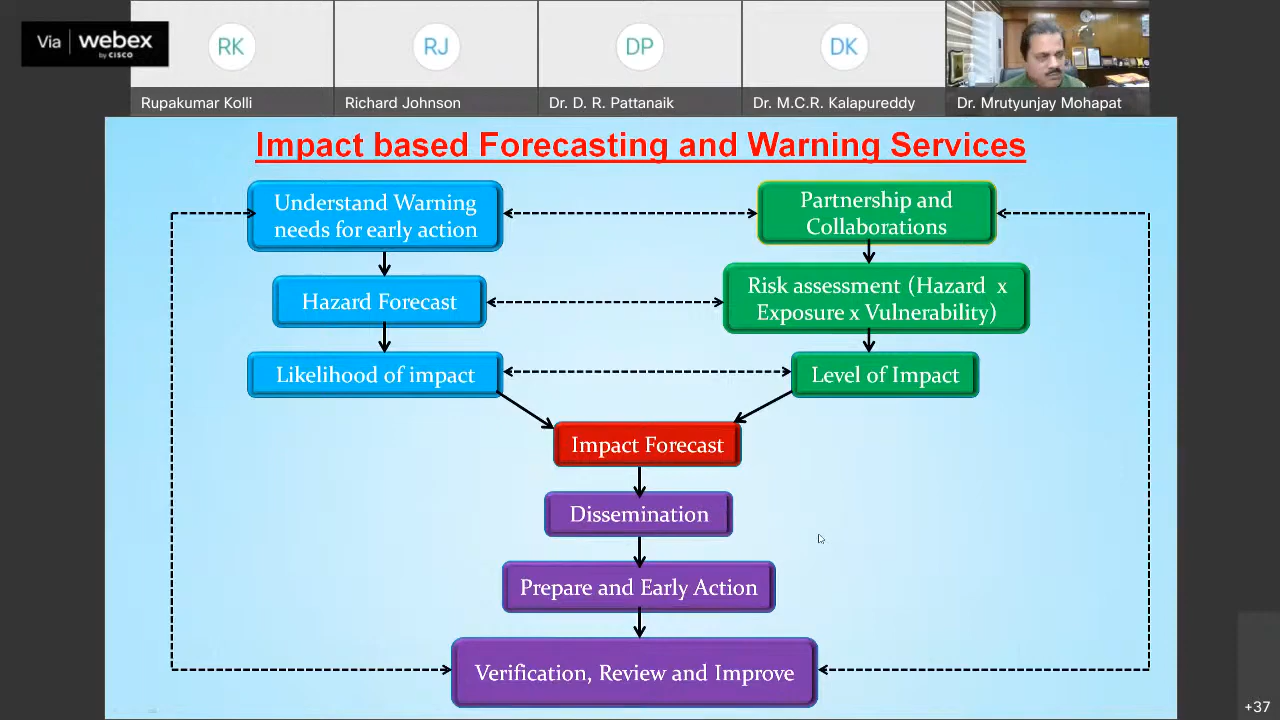 Via webex
by CISCO
RK
RJ
DP
DK
Rupakumar Kolli
Richard Johnson
Dr. D. R. Pattanaik
Dr. M.C.R. Kalapureddy
Dr. Mrutyunjay Mohapat
Impact based Forecasting and Warning Services
Understand Warning
needs for early action
Partnership and
Collaborations
Hazard Forecast
Risk assessment (Hazard x
Exposure x Vulnerability)
Likelihood of impact
Level of Impact
Impact Forecast
Dissemination
Prepare and Early Action
Verification, Review and Improve
+37